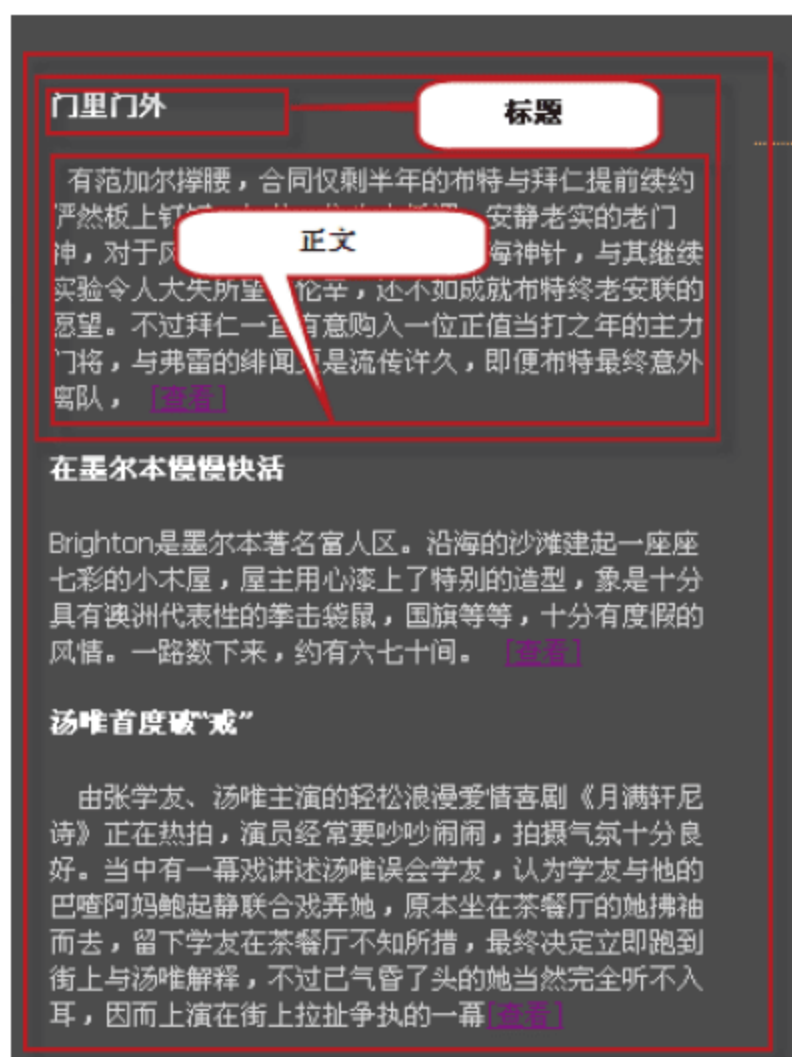 门里门外
标题
有范加尔撑腰，合同仅剩半年的布特与拜仁提前续约
严然板上钉 安静老实的老门
正文
神，对于 海神针，与其继续
实验令人大失所望 伦辛，还不如成就布特终老安联的
愿望。不过拜仁一直有意购入一位正值当打之年的主力
门将，与弗雷的绯闻更是流传许久，即便布特最终意外
离队， [查看]
在墨尔本慢慢快活
Brighton是墨尔本著名富人区。沿海的沙滩建起一座座
七彩的小木屋，屋主用心漆上了特别的造型，象是十分
具有澳洲代表性的拳击袋鼠，国旗等等，十分有度假的
风情。一路数下来，约有六七十间。 [查看]
汤唯首度破“戒”
由张学友、汤唯主演的轻松浪漫爱情喜剧《月满轩尼
诗》正在热拍，演员经常要吵吵闹闹，拍摄气氛十分良
好。当中有一幕戏讲述汤唯误会学友，认为学友与他的
巴喳阿妈鲍起静联合戏弄她，原本坐在茶餐厅的她拂袖
而去，留下学友在茶餐厅不知所措，最终决定立即跑到
街上与汤唯解释，不过已气昏了头的她当然完全听不入
耳，因而上演在街上拉扯争执的一幕[查看]